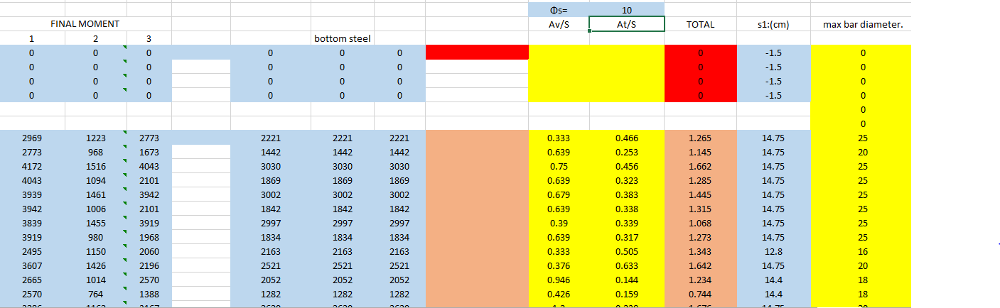 Φs= 10
FINAL MOMENT Av/S At/S TOTAL s1:(cm) max bar diameter.
1 2 3 bottom steel
0 0 0 0 0 0 0 -1.5 0
0 0 0 0 0 0 0 -1.5 0
0 0 0 0 0 0 0 -1.5 0
0 0 0 0 0 0 0 -1.5 0
0
0
2969 1223 2773 2221 2221 2221 0.333 0.466 1.265 14.75 25
2773 968 1673 1442 1442 1442 0.639 0.253 1.145 14.75 20
4172 1516 4043 3030 3030 3030 0.75 0.456 1.662 14.75 25
4043 1094 2101 1869 1869 1869 0.639 0.323 1.285 14.75 25
3939 1461 3942 3002 3002 3002 0.679 0.383 1.445 14.75 25
3942 1006 2101 1842 1842 1842 0.639 0.338 1.315 14.75 25
3839 1455 3919 2997 2997 2997 0.39 0.339 1.068 14.75 25
3919 980 1968 1834 1834 1834 0.639 0.317 1.273 14.75 25
2495 1150 2060 2163 2163 2163 0.333 0.505 1.343 12.8 16
3607 1426 2196 2521 2521 2521 0.376 0.633 1.642 14.75 20
2665 1014 2570 2052 2052 2052 0.946 0.144 1.234 14.4 18
2570 764 1388 1282 1282 1282 0.426 0.159 0.744 14.4 18